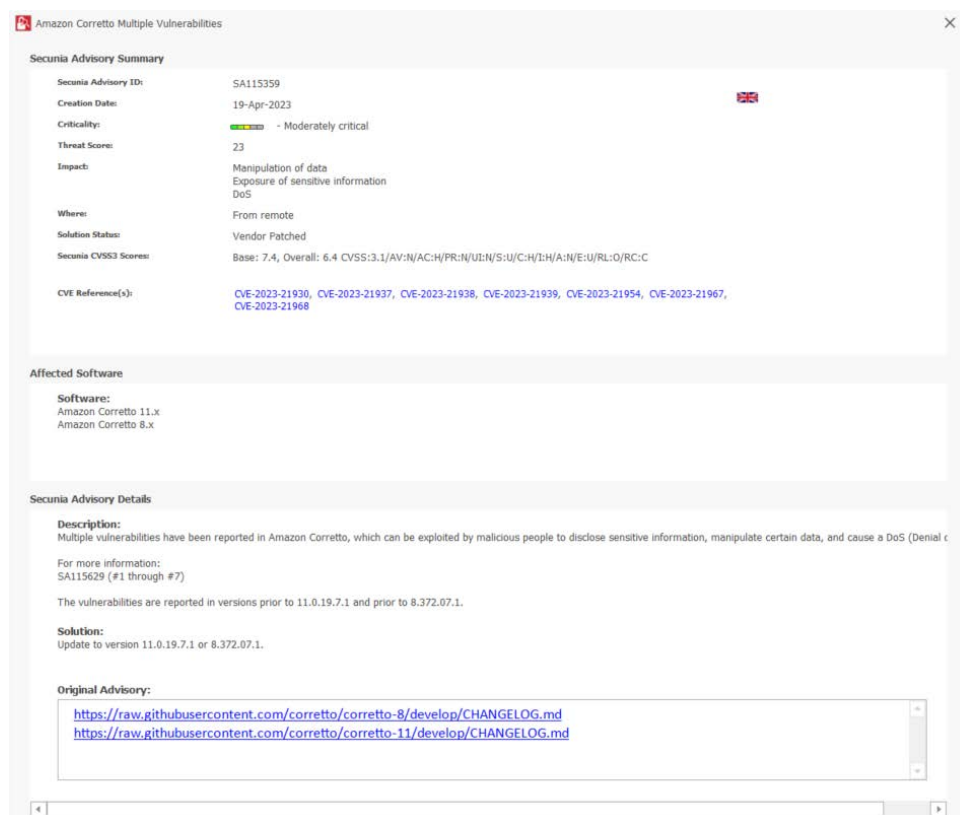 Amazon Corretto Multiple Vulnerabilities
Secunia Advisory Summary
Secunia Advisory ID: SA115359
Creation Date: 19-Apr-2023
Criticality: - Moderately critical
Threat Score: 23
Impact: Manipulation of data
Exposure of sensitive information
DoS
Where: From remote
Solution Status: Vendor Patched
Secunia CVSS3 Scores: Base: 7.4, Overall: 6.4 CVSS:3.1/AV:N/AC:H/PR:N/UI:N/S:U/C:H/I:H/A:N/E:U/RL:O/RC:C
CVE Reference(s): CVE-2023-21930, CVE-2023-21937, CVE-2023-21938, CVE-2023-21939, CVE-2023-21954, CVE-2023-21967,
CVE-2023-21968
Affected Software
Software:
Amazon Corretto 11.x
Amazon Corretto 8.x
Secunia Advisory Details
Description:
Multiple vulnerabilities have been reported in Amazon Corretto, which can be exploited by malicious people to disclose sensitive information, manipulate certain data, and cause a DoS (Denial
For more information:
SA115629 (#1 through #7)
The vulnerabilities are reported in versions prior to 11.0.19.7.1 and prior to 8.372.07.1.
Solution:
Update to version 11.0.19.7.1 or 8.372.07.1.
Original Advisory:
https://raw.githubusercontent.com/corretto/corretto-8/develop/CHANGELOG.md
https://raw.githubusercontent.com/corretto/corretto-11/develop/CHANGELOG.md